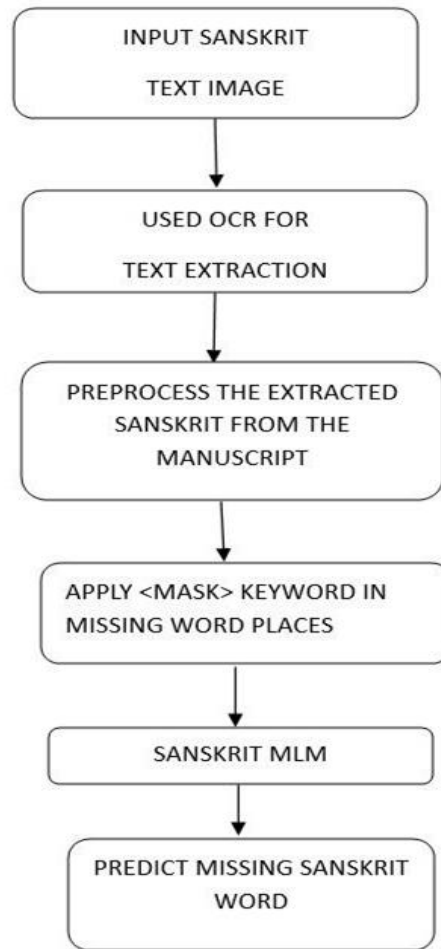 INPUT SANSKRIT
TEXT IMAGE
USED OCR FOR
TEXT EXTRACTION
PREPROCESS THE EXTRACTED
SANSKRIT FROM THE
MANUSCRIPT
APPLY <MASK> KEYWORD IN
MISSING WORD PLACES
SANSKRIT MLM
PREDICT MISSING SANSKRIT
WORD